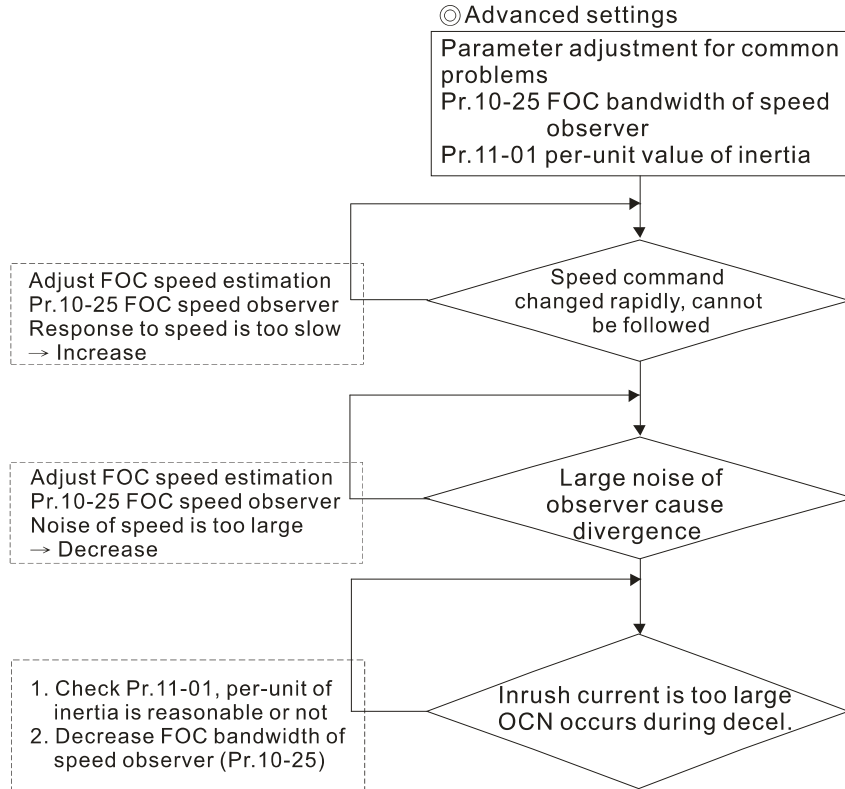 ◎ Advanced settings
Parameter adjustment for common
problems
Pr.10-25 FOC bandwidth of speed
observer
Pr.11-01 per-unit value of inertia
Speed command
changed rapidly, cannot
be followed
Adjust FOC speed estimation
Pr.10-25 FOC speed observer
Response to speed is too slow
→ Increase
Large noise of
observer cause
divergence
Adjust FOC speed estimation
Pr.10-25 FOC speed observer
Noise of speed is too large
→ Decrease
Inrush current is too large
OCN occurs during decel.
1. Check Pr.11-01, per-unit of
inertia is reasonable or not
2. Decrease FOC bandwidth of
speed observer (Pr.10-25)